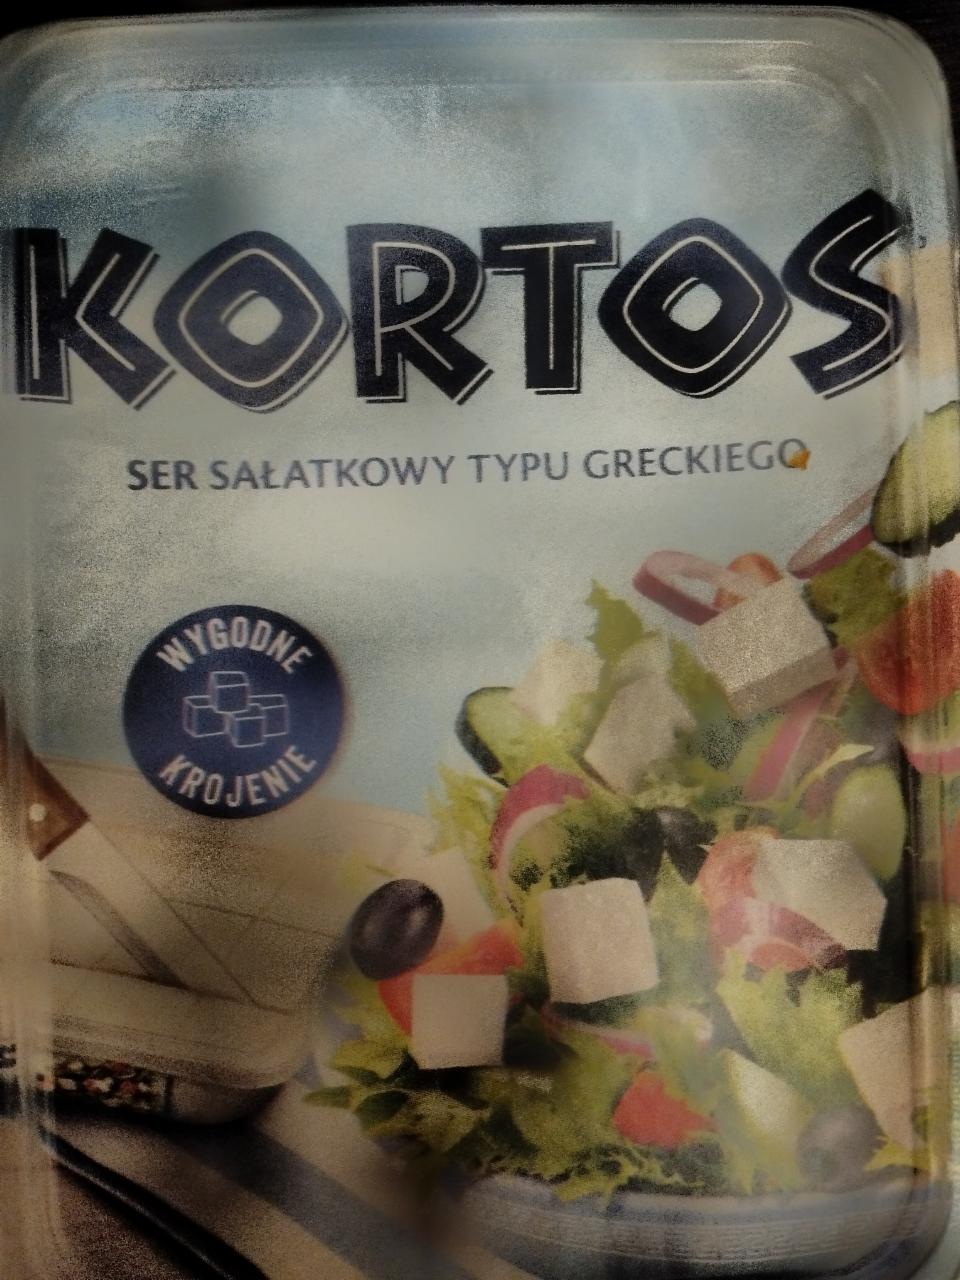 KORTOS
SER SAŁATKOWY TYPU GRECKIEGO
WYGODNE
KROJENIE